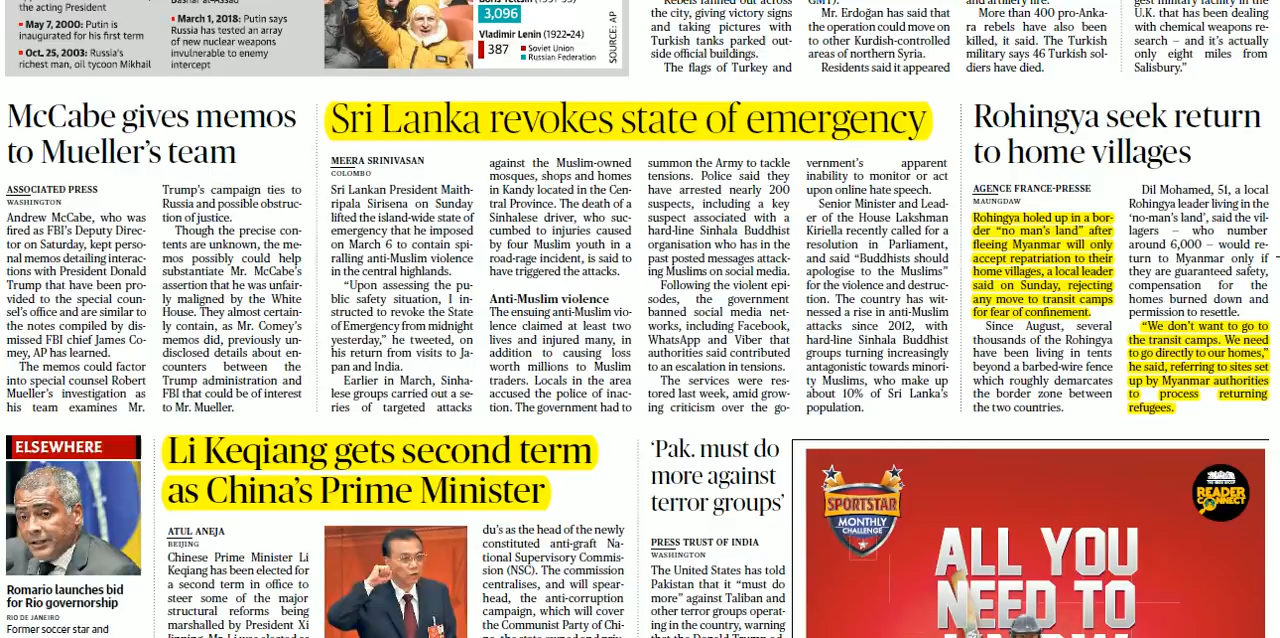 the acting President
May 7, 2000: Putin is
inaugurated for his first term
Oct. 25, 2003: Russia's
richest man, oil tycoon Mikhail
March 1, 2018: Putin says
Russia has tested an
array of new nuclear weapons
invulnerable to enemy
intercept
3,096
Vladimir Lenin (1922–24)
387
Soviet Union
Russian Federation
SOURCE: AP
across the city, giving victory signs
and taking pictures with
Turkish tanks parked out-
side official buildings.
The flags of Turkey and
Mr. Erdoğan has said that
the operation could move on
to other Kurdish-controlled
areas of northern Syria.
Residents said it appeared
More than 400 pro-Anka-
ra rebels have also been
killed, it said. The Turkish
military says 46 Turkish sol-
diers have died.
U.K. that has been dealing
with chemical weapons re-
search – and it's actually
only eight miles from
Salisbury."
McCabe gives memos
to Mueller's team
ASSOCIATED PRESS
WASHINGTON
Andrew McCabe, who was
fired as FBI's Deputy Direc-
tor on Saturday, kept perso-
nal memos detailing interac-
tions with President Donald
Trump that have been pro-
vided to the special coun-
sel's office and are similar to
the notes compiled by dis-
missed FBI chief James Co-
mey, AP has learned.
The memos could factor
into special counsel Robert
Mueller's investigation as
his team examines Mr.
Trump's campaign ties to
Russia and possible obstruc-
tion of justice.
Though the precise con-
tents are unknown, the me-
mos possibly could help
substantiate Mr. McCabe's
assertion that he was unfair-
ly maligned by the White
House. They almost certain-
ly contain, as Mr. Comey's
memos did, previously un-
disclosed details about en-
counters between the
Trump administration and
FBI that could be of interest
to Mr. Mueller.
Sri Lanka revokes state of emergency
MEERA SRINIVASAN
COLOMBO
Sri Lankan President Maith-
ripala Sirisena on Sunday
lifted the island-wide state of
emergency that he imposed
on March 6 to contain spi-
ralling anti-Muslim violence
in the central highlands.
"Upon assessing the pu-
blic safety situation, I in-
structed to revoke the State
of Emergency from midnight
yesterday," he tweeted, on
his return from visits to Ja-
pan and India.
Earlier in March, Sinha-
lese groups carried out a se-
ries of targeted attacks
against the Muslim-owned
mosques, shops and homes
in Kandy located in the Cen-
tral Province. The death of a
Sinhalese driver, who suc-
cumbed to injuries caused
by four Muslim youth in a
road-rage incident, is said to
have triggered the attacks.
Anti-Muslim violence
The ensuing anti-Muslim vio-
lence claimed at least two
lives and injured many, in
addition to causing loss
worth millions to Muslim
traders. Locals in the area
accused the police of inac-
tion. The government had to
summon the Army to tackle
tensions. Police said they
have arrested nearly 200
suspects, including a key
suspect associated with a
hard-line Sinhala Buddhist
organisation who has in the
past posted messages attack-
ing Muslims on social media.
Following the violent epi-
sodes, the government
banned social media net-
works, including Facebook,
WhatsApp and Viber that
authorities said contributed
to an escalation in tensions.
The services were res-
tored last week, amid grow-
ing criticism over the go-
vernment's apparent
inability to monitor or act
upon online hate speech.
Senior Minister and Lead-
er of the House Lakshman
Kiriella recently called for a
resolution in Parliament,
and said "Buddhists should
apologise to the Muslims"
for the violence and destruc-
tion. The country has wit-
nessed a rise in anti-Muslim
attacks since 2012, with
hard-line Sinhala Buddhist
groups turning increasingly
antagonistic towards minori-
ty Muslims, who make up
about 10% of Sri Lanka's
population.
Rohingya seek return
to home villages
AGENCE FRANCE-PRESSE
MAUNGDAW
Rohingya holed up in a bor-
der "no man's land" after
fleeing Myanmar will only
accept repatriation to their
home villages, a local leader
said on Sunday, rejecting
any move to transit camps
for fear of confinement.
Since August, several
thousands of the Rohingya
have been living in tents
beyond a barbed-wire fence
which roughly demarcates
the border zone between
the two countries.
Dil Mohamed, 51, a local
Rohingya leader living in the
'no-man's land', said the vil-
lagers – who number
around 6,000 – would re-
turn to Myanmar only if
they are guaranteed safety,
compensation for the
homes burned down and
permission to resettle.
"We don't want to go to
the transit camps. We need
to go directly to our homes,"
he said, referring to sites set
up by Myanmar authorities
to process returning
refugees.
ELSEWHERE
Romario launches bid
for Rio governorship
RIO DE JANEIRO
Former soccer star and
Li Keqiang gets second term
as China's Prime Minister
ATUL ANEJA
BEIJING
Chinese Prime Minister Li
Keqiang has been elected for
a second term in office to
steer some of the major
structural reforms being
marshalled by President Xi
du's as the head of the newly
constituted anti-graft Na-
tional Supervisory Commis-
sion (NSC). The commission
centralises, and will spear-
head, the anti-corruption
campaign, which will cover
the Communist Party of Chi-
'Pak. must do
more against
terror groups'
PRESS TRUST OF INDIA
WASHINGTON
The United States has told
Pakistan that it "must do
more" against Taliban and
other terror groups operat-
ing in the country, warning
SPORTSTAR
MONTHLY
CHALLENGE
READER
CONNECT
ALL YOU
NEED TO